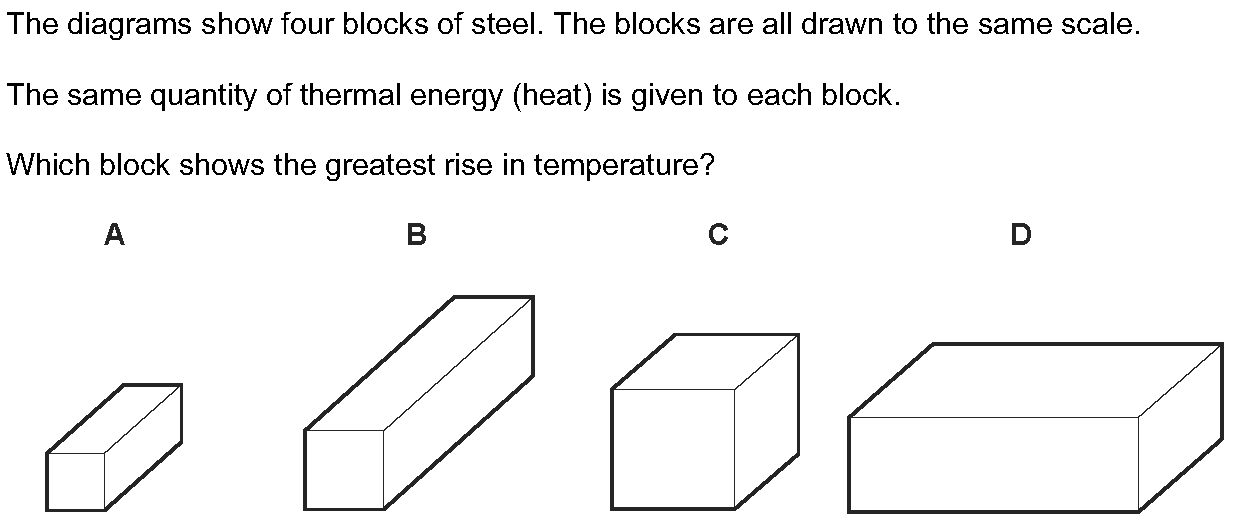 The diagrams show four blocks of steel. The blocks are all drawn to the same scale.
The same quantity of thermal energy (heat) is given to each block.
Which block shows the greatest rise in temperature?
A B C D